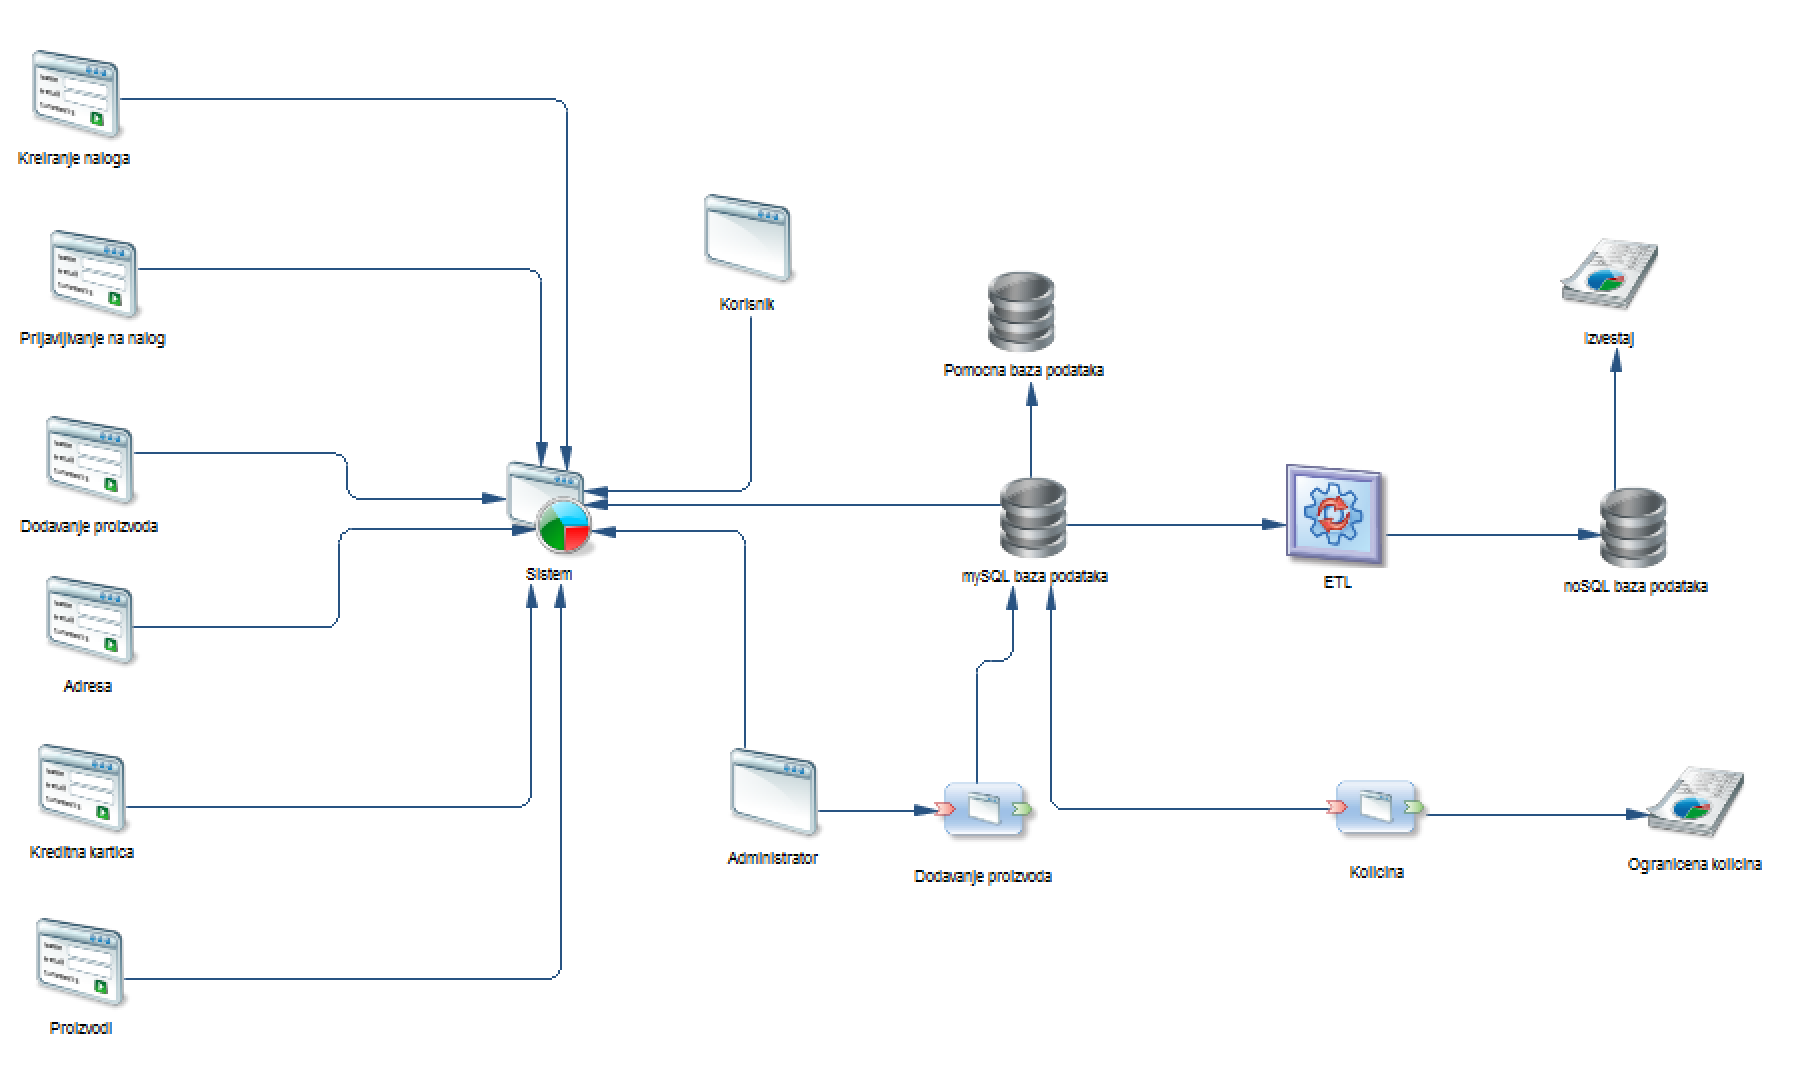 Kreiranje naloga
Prijavljivanje na nalog
Dodavanje proizvoda
Adresa
Kreditna kartica
Proizvodi
Sistem
Korisnik
Administrator
Pomocna baza podataka
mySQL baza podataka
Dodavanje proizvoda
ETL
Kolicina
Izvestaj
noSQL baza podataka
Ogranicena kolicina